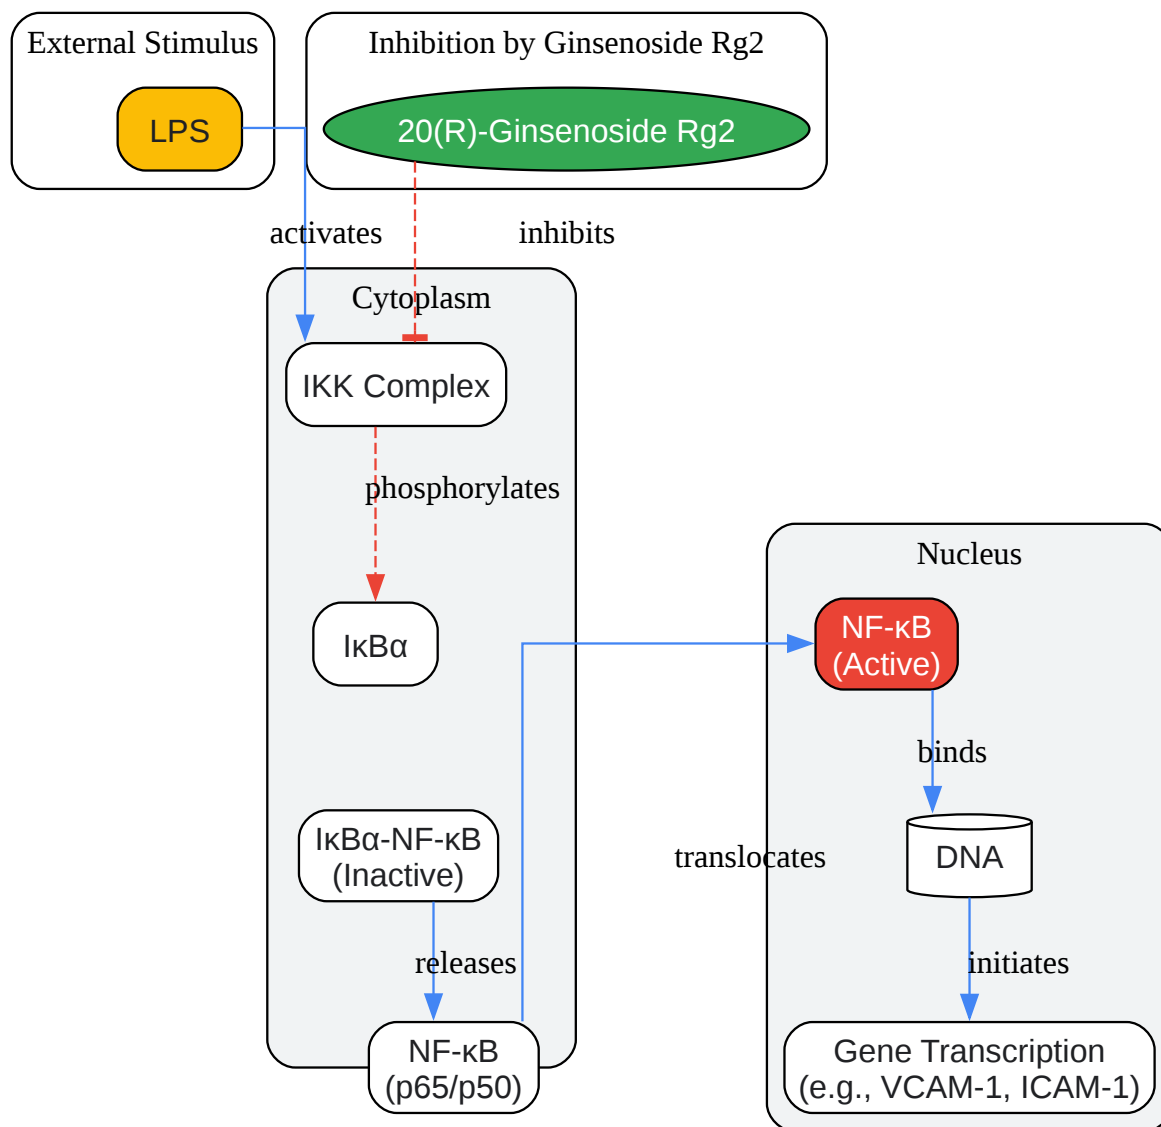 External Stimulus
LPS
Inhibition by Ginsenoside Rg2
20(R)-Ginsenoside Rg2
activates
inhibits
Cytoplasm
IKK Complex
phosphorylates
IκBα
IκBα-NF-κB
(Inactive)
releases
NF-κB
(p65/p50)
translocates
Nucleus
NF-κB
(Active)
binds
DNA
initiates
Gene Transcription
(e.g., VCAM-1, ICAM-1)